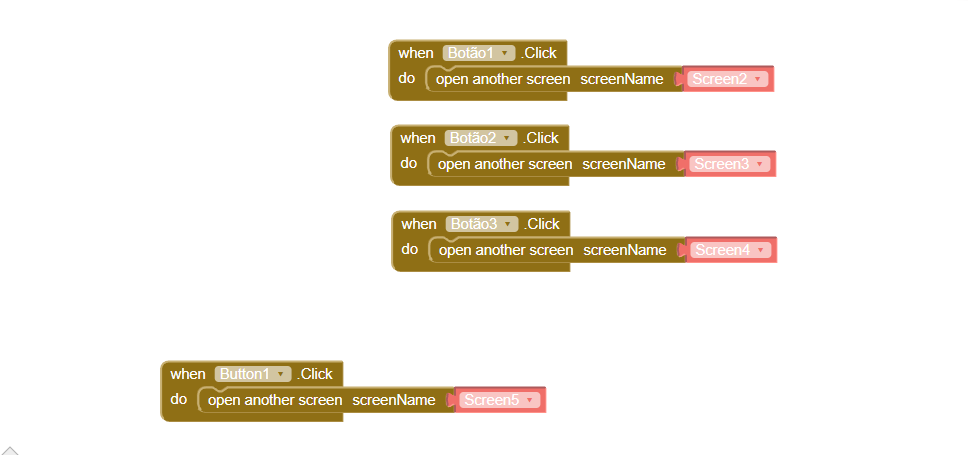 when Botão1 .Click
do open another screen screenName Screen2
when Botão2 .Click
do open another screen screenName Screen3
when Botão3 .Click
do open another screen screenName Screen4
when Button1 .Click
do open another screen screenName Screen5